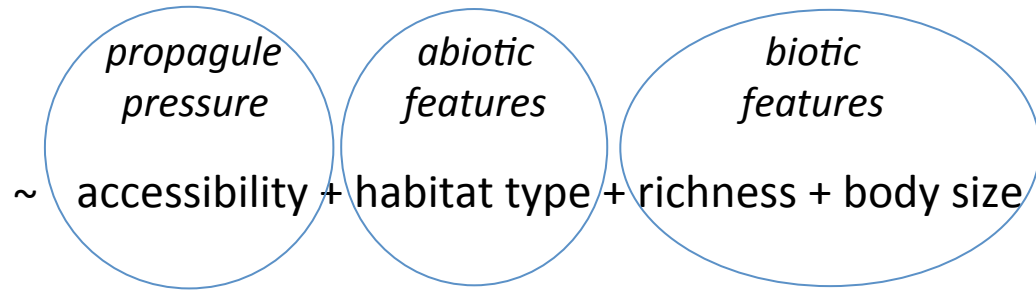 propagule abiotic biotic
pressure features features
~ accessibility + habitat type + richness + body size